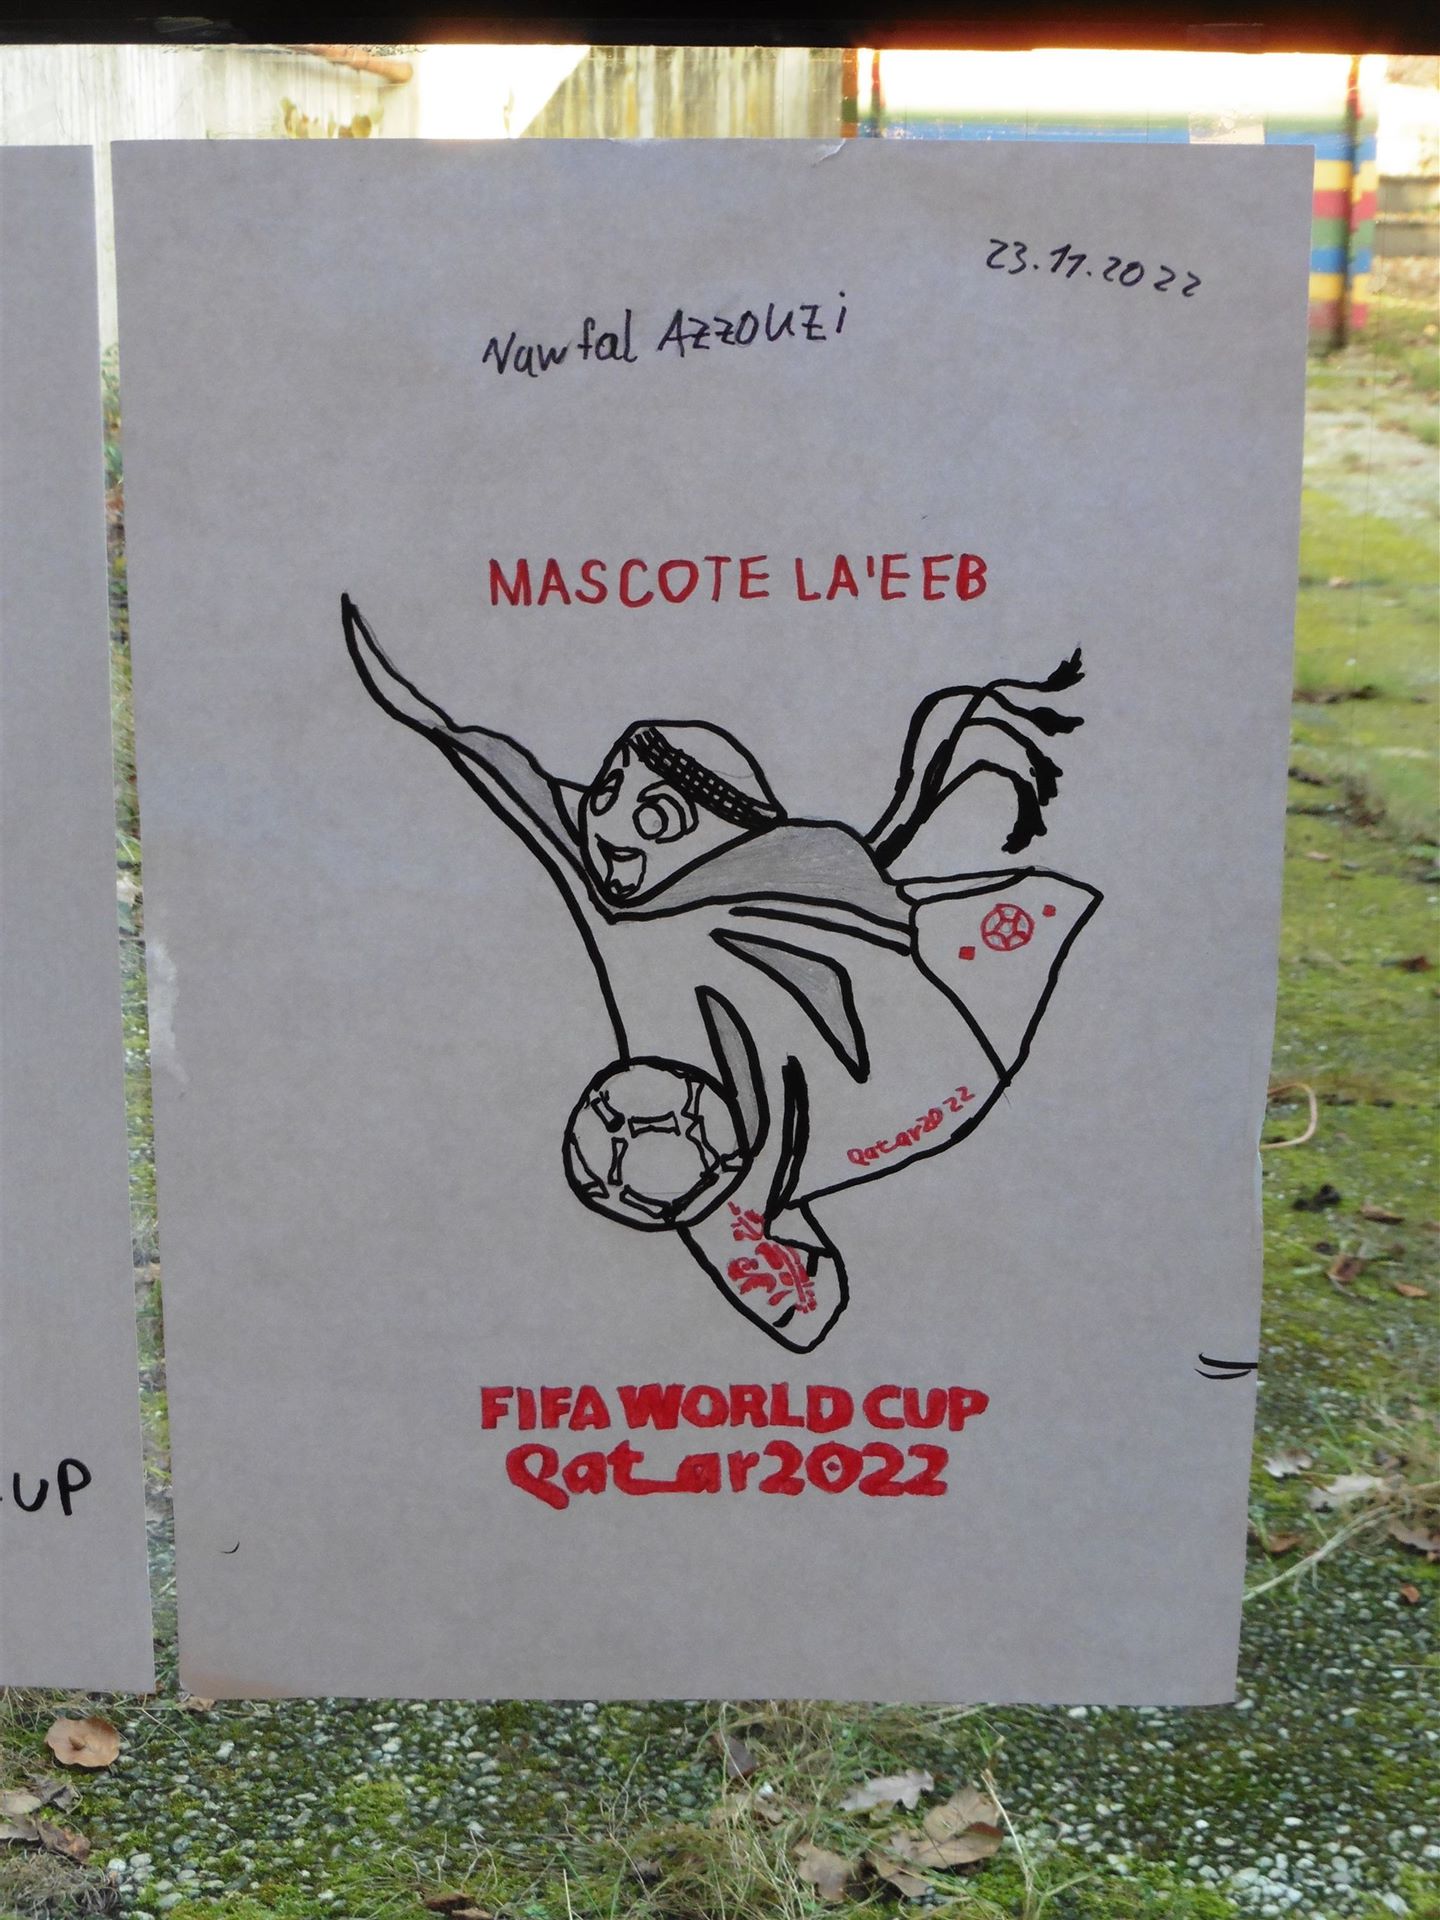 23.11.2022
Nawfal AZZOUZi
MASCOTE LA'EEB
Qatar2022
FIFA WORLD CUP
Qatar2022
UP